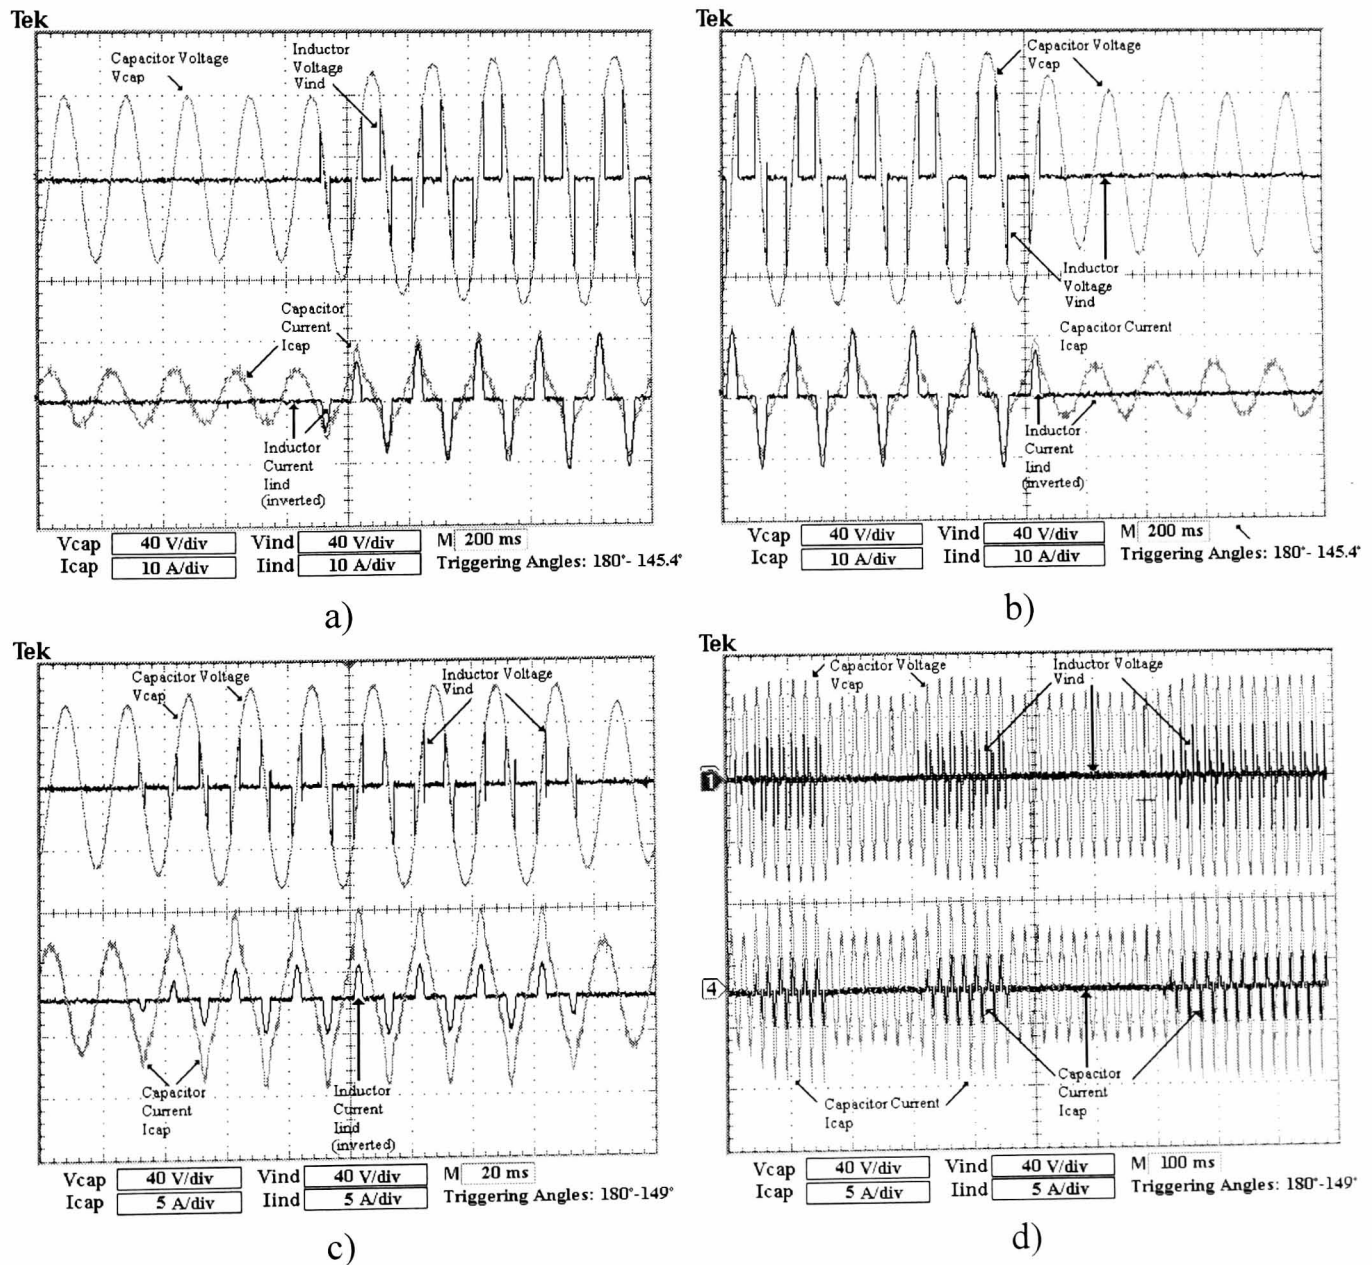 Tek
Capacitor Voltage
Vcap
Inductor
Voltage
Vind
Capacitor
Current
Icap
Inductor
Current
Iind
(inverted)
Vcap 40 V/div Vind 40 V/div M 200 ms
Icap 10 A/div Iind 10 A/div Triggering Angles: 180°- 145.4°
a)
Tek
Capacitor Voltage
Vcap
Inductor
Voltage
Vind
Capacitor Current
Icap
Inductor
Current
Iind
(inverted)
Vcap 40 V/div Vind 40 V/div M 200 ms
Icap 10 A/div Iind 10 A/div Triggering Angles: 180°- 145.4°
b)
Tek
Capacitor Voltage
Vcap
Inductor Voltage
Vind
Capacitor
Current
Icap
Inductor
Current
Iind
(inverted)
Vcap 40 V/div Vind 40 V/div M 20 ms
Icap 5 A/div Iind 5 A/div Triggering Angles: 180°-149°
c)
Tek
Capacitor Voltage
Vcap
Inductor Voltage
Vind
1
4
Capacitor Current
Icap
Capacitor
Current
Icap
Vcap 40 V/div Vind 40 V/div M 100 ms
Icap 5 A/div Iind 5 A/div Triggering Angles: 180°-149°
d)